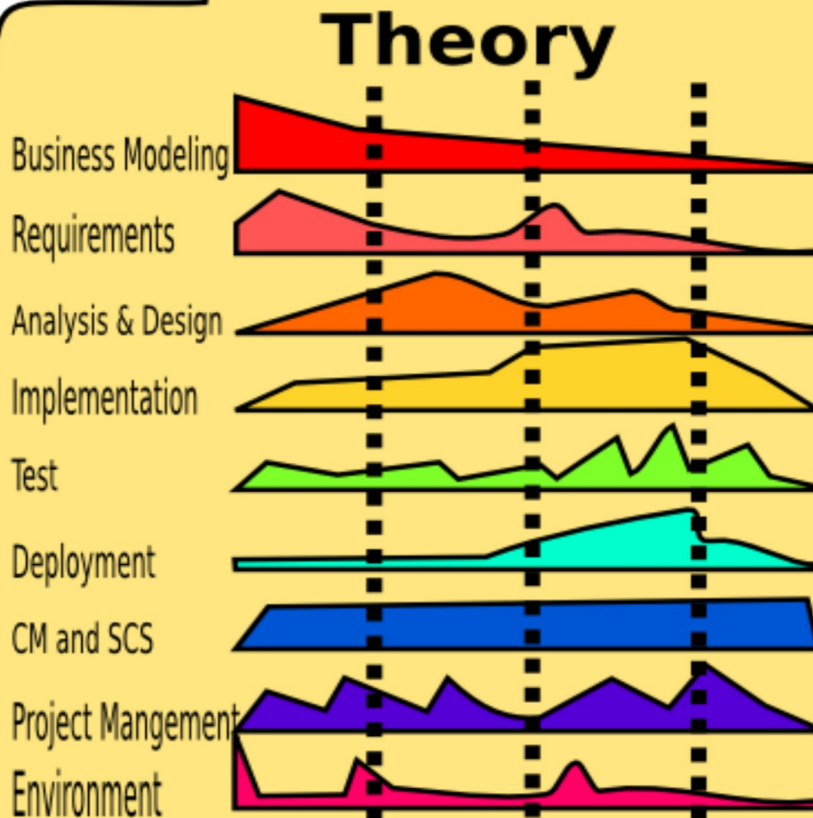 Theory
Business Modeling
Requirements
Analysis & Design
Implementation
Test
Deployment
CM and SCS
Project Mangement
Environment